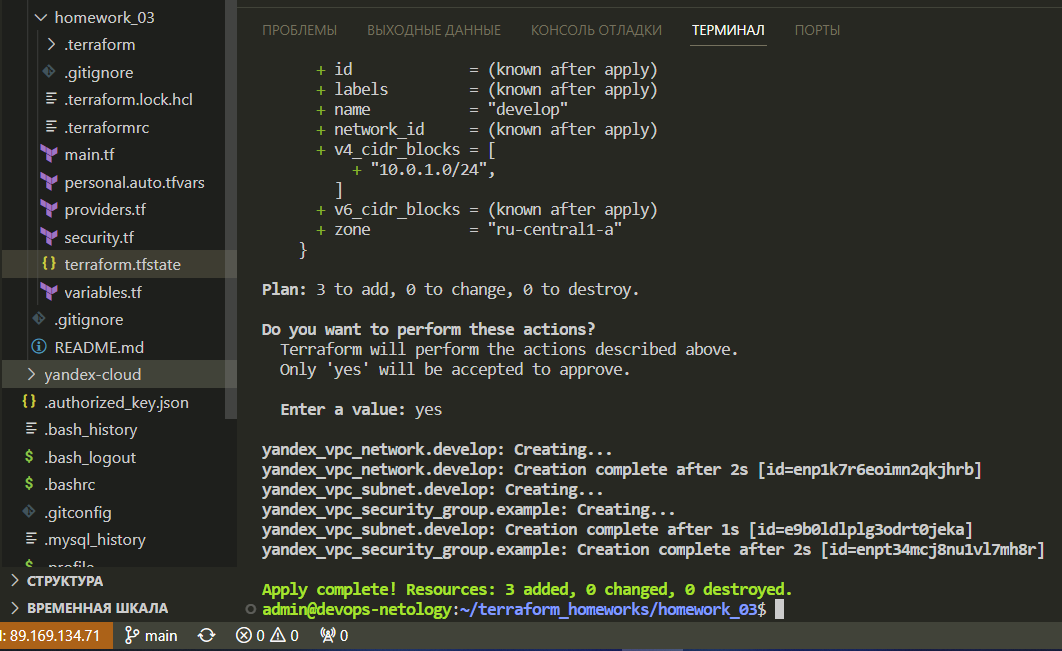 homework_03
.terraform
.gitignore
.terraform.lock.hcl
.terraformrc
main.tf
personal.auto.tfvars
providers.tf
security.tf
{} terraform.tfstate
variables.tf
.gitignore
README.md
yandex-cloud
{} .authorized_key.json
.bash_history
$ .bash_logout
$ .bashrc
.gitconfig
.mysql_history
$ .profile
СТРУКТУРА
ВРЕМЕННАЯ ШКАЛА
ПРОБЛЕМЫ ВЫХОДНЫЕ ДАННЫЕ КОНСОЛЬ ОТЛАДКИ ТЕРМИНАЛ ПОРТЫ
+ id = (known after apply)
+ labels = (known after apply)
+ name = "develop"
+ network_id = (known after apply)
+ v4_cidr_blocks = [
+ "10.0.1.0/24",
]
+ v6_cidr_blocks = (known after apply)
+ zone = "ru-central1-a"
}
Plan: 3 to add, 0 to change, 0 to destroy.
Do you want to perform these actions?
Terraform will perform the actions described above.
Only 'yes' will be accepted to approve.
Enter a value: yes
yandex_vpc_network.develop: Creating...
yandex_vpc_network.develop: Creation complete after 2s [id=enp1k7r6eoimn2qkjhrb]
yandex_vpc_subnet.develop: Creating...
yandex_vpc_security_group.example: Creating...
yandex_vpc_subnet.develop: Creation complete after 1s [id=e9b0ldlplg3odrt0jeka]
yandex_vpc_security_group.example: Creation complete after 2s [id=enpt34mcj8nu1vl7mh8r]
Apply complete! Resources: 3 added, 0 changed, 0 destroyed.
admin@devops-netology:~/terraform_homeworks/homework_03$
: 89.169.134.71 main 0 0 0